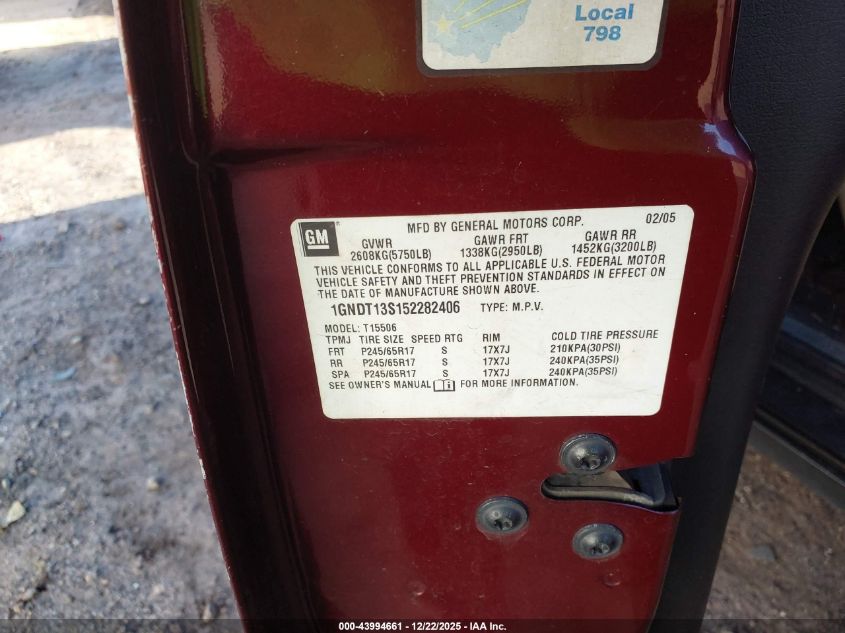 Local
798
GM
MFD BY GENERAL MOTORS CORP. 02/05
GVWR GAWR FRT GAWR RR
2608KG(5750LB) 1338KG(2950LB) 1452KG(3200LB)
THIS VEHICLE CONFORMS TO ALL APPLICABLE U.S. FEDERAL MOTOR
VEHICLE SAFETY AND THEFT PREVENTION STANDARDS IN EFFECT ON
THE DATE OF MANUFACTURE SHOWN ABOVE.
1GNDT13S152282406 TYPE: M.P.V.
MODEL: T15506
TPMJ TIRE SIZE SPEED RTG RIM COLD TIRE PRESSURE
FRT P245/65R17 S 17X7J 210KPA(30PSI)
RR P245/65R17 S 17X7J 240KPA(35PSI)
SPA P245/65R17 S 17X7J 240KPA(35PSI)
SEE OWNER'S MANUAL FOR MORE INFORMATION.
000-43994661 - 12/22/2025 - IAA Inc.